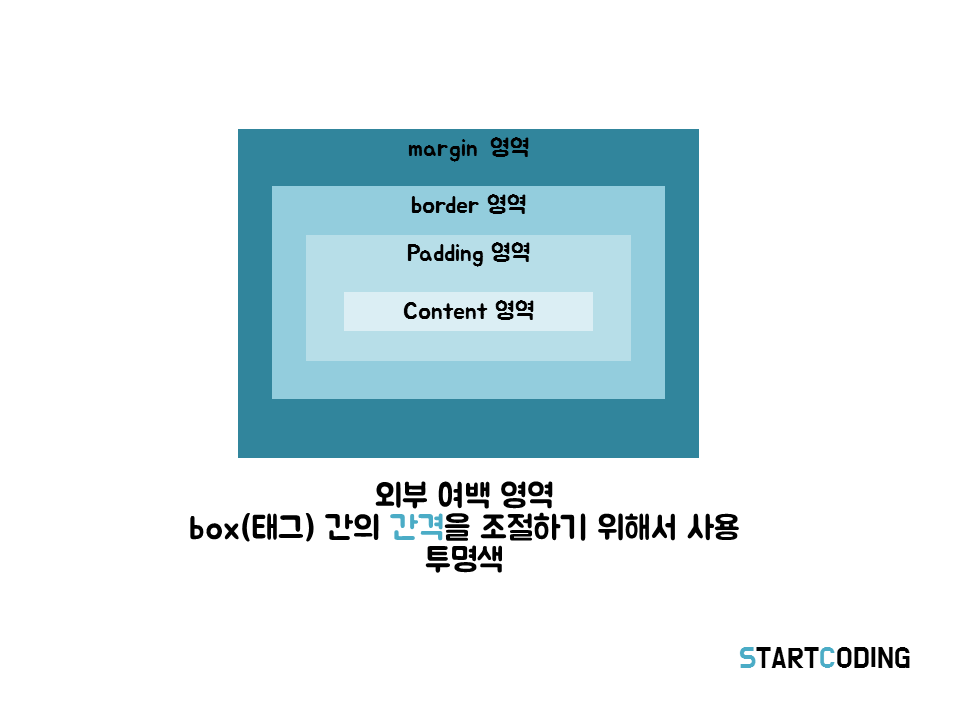 margin 영역
border 영역
Padding 영역
Content 영역
외부 여백 영역
box(태그) 간의 간격을 조절하기 위해서 사용
투명색
STARTCODING